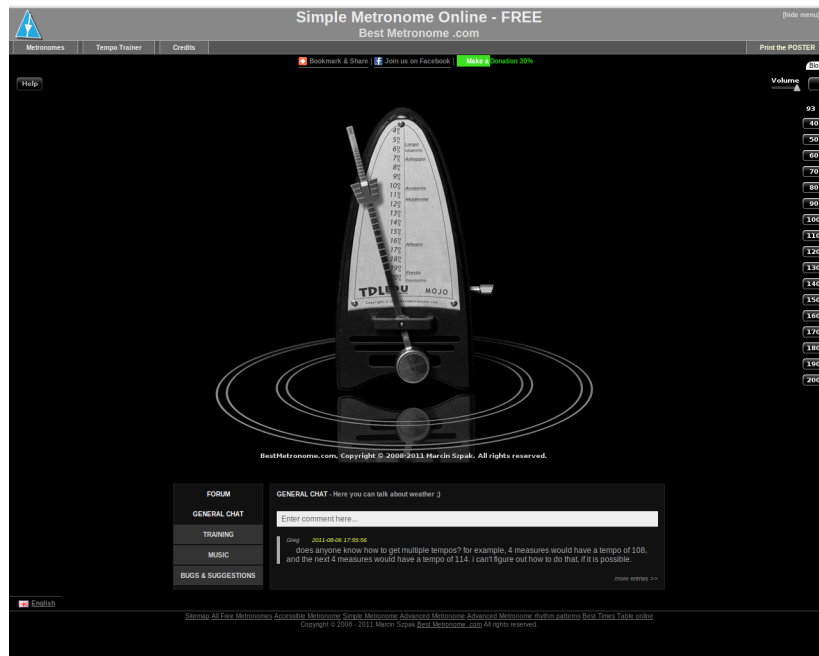 Simple Metronome Online - FREE
Best Metronome .com
[hide menu]
Metronomes
Tempo Trainer
Credits
Print the POSTER
Bookmark & Share | Join us on Facebook | Make a Donation 30%
Blo
Help
Volume
93
40
50
60
70
80
90
100
110
120
130
140
150
160
170
180
190
200
Largo
Larghetto
Adaggio
Andante
Moderate
Allegro
Presto
MOJO
BestMetronome.com, Copyright © 2008-2011 Marcin Szpak. All rights reserved.
FORUM
GENERAL CHAT
TRAINING
MUSIC
BUGS & SUGGESTIONS
GENERAL CHAT - Here you can talk about weather ;)
Enter comment here...
Greg 2011-08-06 17:55:56
does anyone know how to get multiple tempos? for example, 4 measures would have a tempo of 108,
and the next 4 measures would have a tempo of 114. i can't figure out how to do that, if it is possible.
more entries >>
English
Sitemap All Free Metronomes Accessible Metronome Simple Metronome Advanced Metronome Advanced Metronome rhythm patterns Best Times Table online
Copyright © 2008 - 2011 Marcin Szpak Best Metronome .com All rights reserved.